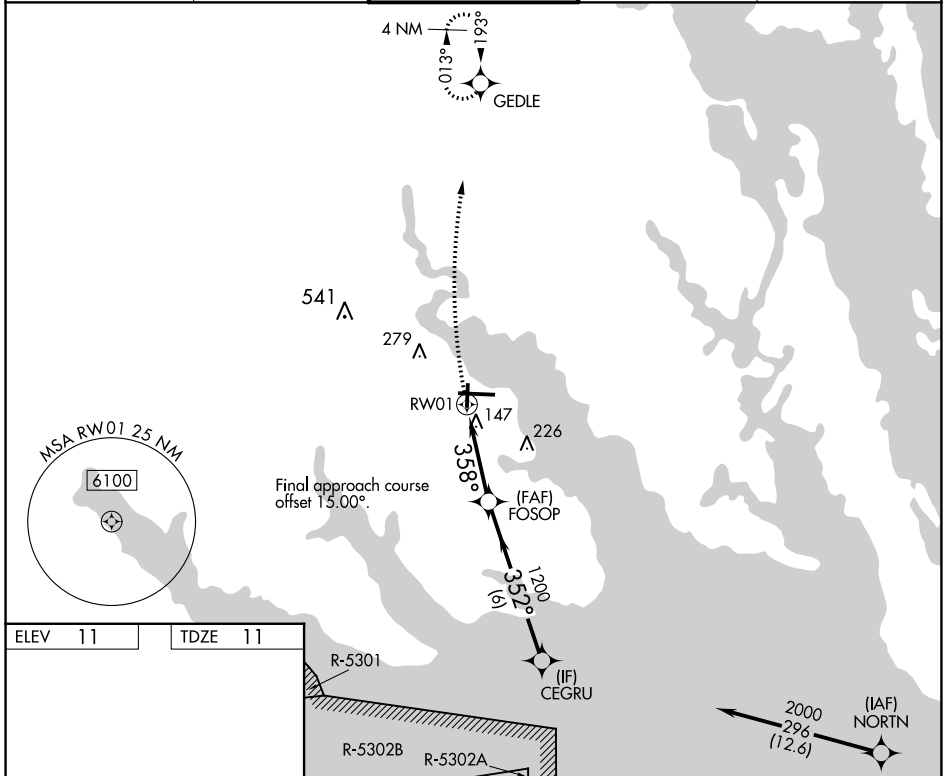 4 NM
193°
013°
GEDLE
541
279
RW01
147
226
358°
MSA RW01 25 NM
6100
Final approach course
offset 15.00°.
(FAF)
FOSOP
1200
352°
(6)
ELEV 11
TDZE 11
R-5301
(IF)
CEGRU
2000
296
(12.6)
(IAF)
NORTN
R-5302B
R-5302A